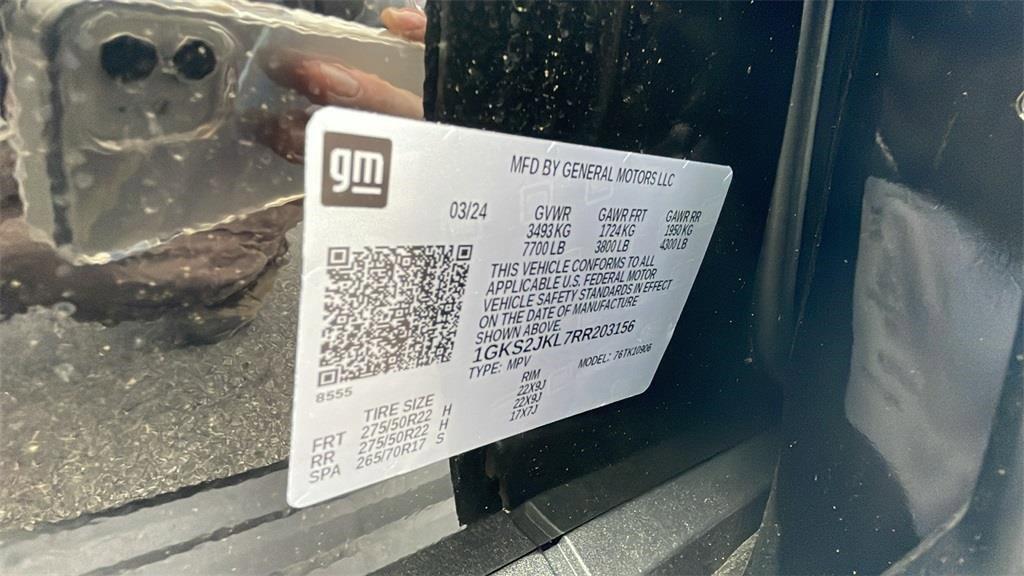 gm
MFD BY GENERAL MOTORS LLC
03/24 GVWR GAWR FRT GAWR RR
3493 KG 1724 KG 1950 KG
7700 LB 3800 LB 4300 LB
THIS VEHICLE CONFORMS TO ALL
APPLICABLE U.S. FEDERAL MOTOR
VEHICLE SAFETY STANDARDS IN EFFECT
ON THE DATE OF MANUFACTURE
SHOWN ABOVE.
1GKS2JKL7RR203156
TYPE: MPV MODEL: 76TK10906
8555
TIRE SIZE RIM
FRT 275/50R22 H 22X9J
RR 275/50R22 H 22X9J
SPA 265/70R17 S 17X7J